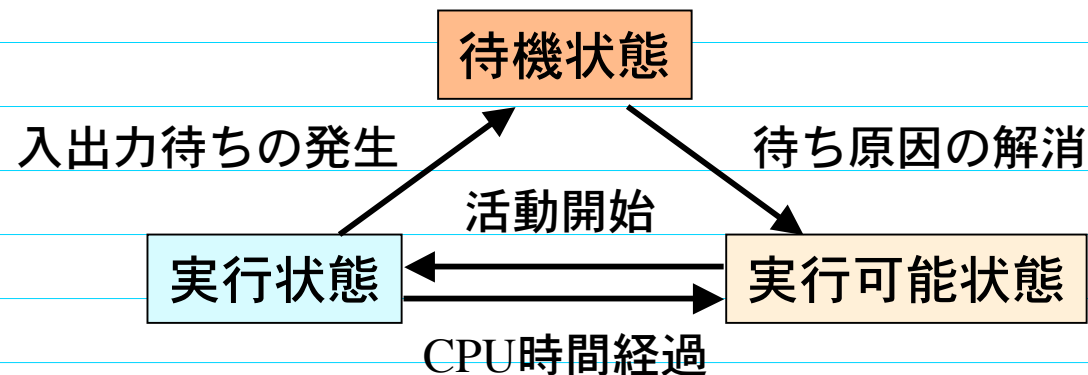 待機状態
入出力待ちの発生
待ち原因の解消
活動開始
実行状態
実行可能状態
CPU時間経過